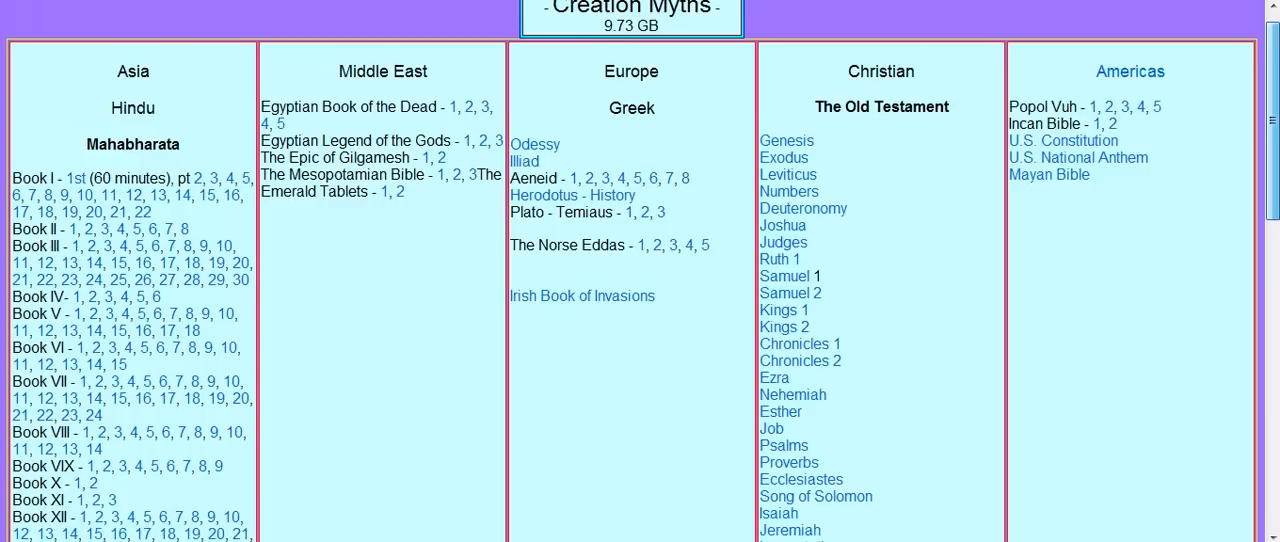 - Creation Myths -
9.73 GB
Asia
Hindu
Mahabharata
Book I - 1st (60 minutes), pt 2, 3, 4, 5,
6, 7, 8, 9, 10, 11, 12, 13, 14, 15, 16,
17, 18, 19, 20, 21, 22
Book II - 1, 2, 3, 4, 5, 6, 7, 8
Book III - 1, 2, 3, 4, 5, 6, 7, 8, 9, 10,
11, 12, 13, 14, 15, 16, 17, 18, 19, 20,
21, 22, 23, 24, 25, 26, 27, 28, 29, 30
Book IV- 1, 2, 3, 4, 5, 6
Book V - 1, 2, 3, 4, 5, 6, 7, 8, 9, 10,
11, 12, 13, 14, 15, 16, 17, 18
Book VI - 1, 2, 3, 4, 5, 6, 7, 8, 9, 10,
11, 12, 13, 14, 15
Book VII - 1, 2, 3, 4, 5, 6, 7, 8, 9, 10,
11, 12, 13, 14, 15, 16, 17, 18, 19, 20,
21, 22, 23, 24
Book VIII - 1, 2, 3, 4, 5, 6, 7, 8, 9, 10,
11, 12, 13, 14
Book VIX - 1, 2, 3, 4, 5, 6, 7, 8, 9
Book X - 1, 2
Book XI - 1, 2, 3
Book XII - 1, 2, 3, 4, 5, 6, 7, 8, 9, 10,
12, 13, 14, 15, 16, 17, 18, 19, 20, 21,
Middle East
Egyptian Book of the Dead - 1, 2, 3,
4, 5
Egyptian Legend of the Gods - 1, 2, 3
The Epic of Gilgamesh - 1, 2
The Mesopotamian Bible - 1, 2, 3The
Emerald Tablets - 1, 2
Europe
Greek
Odessy
Illiad
Aeneid - 1, 2, 3, 4, 5, 6, 7, 8
Herodotus - History
Plato - Temiaus - 1, 2, 3
The Norse Eddas - 1, 2, 3, 4, 5
Irish Book of Invasions
Christian
The Old Testament
Genesis
Exodus
Leviticus
Numbers
Deuteronomy
Joshua
Judges
Ruth 1
Samuel 1
Samuel 2
Kings 1
Kings 2
Chronicles 1
Chronicles 2
Ezra
Nehemiah
Esther
Job
Psalms
Proverbs
Ecclesiastes
Song of Solomon
Isaiah
Jeremiah
Americas
Popol Vuh - 1, 2, 3, 4, 5
Incan Bible - 1, 2
U.S. Constitution
U.S. National Anthem
Mayan Bible